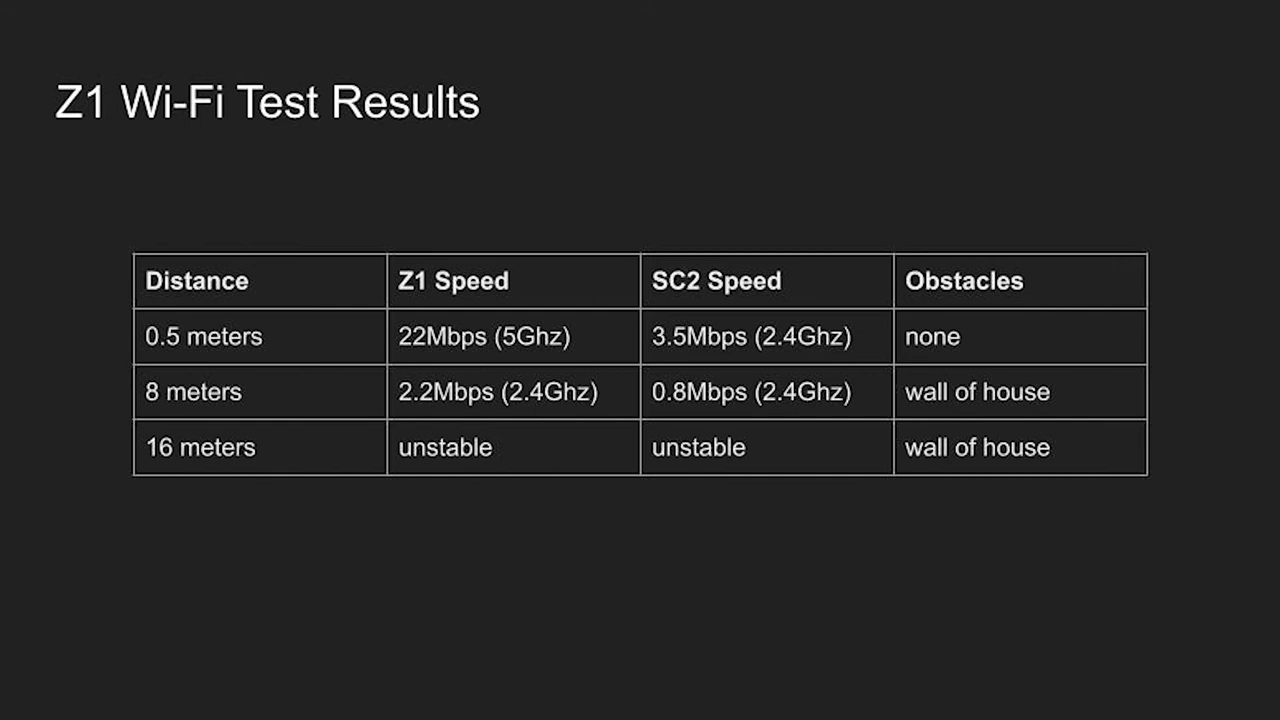 Z1 Wi-Fi Test Results
Distance Z1 Speed SC2 Speed Obstacles
0.5 meters 22Mbps (5Ghz) 3.5Mbps (2.4Ghz) none
8 meters 2.2Mbps (2.4Ghz) 0.8Mbps (2.4Ghz) wall of house
16 meters unstable unstable wall of house